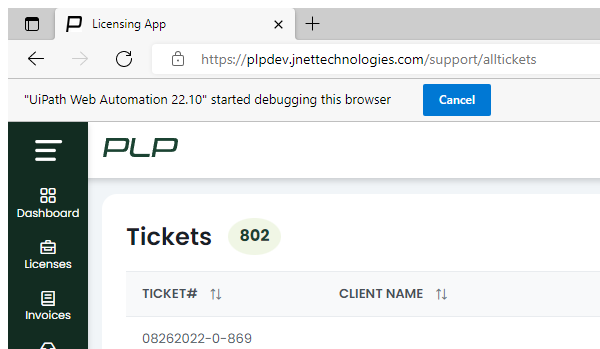 Licensing App
https://plpdev.jnettechnologies.com/support/alltickets
"UiPath Web Automation 22.10" started debugging this browser Cancel
PLP
Dashboard
Licenses
Invoices
Tickets 802
TICKET# CLIENT NAME
08262022-0-869